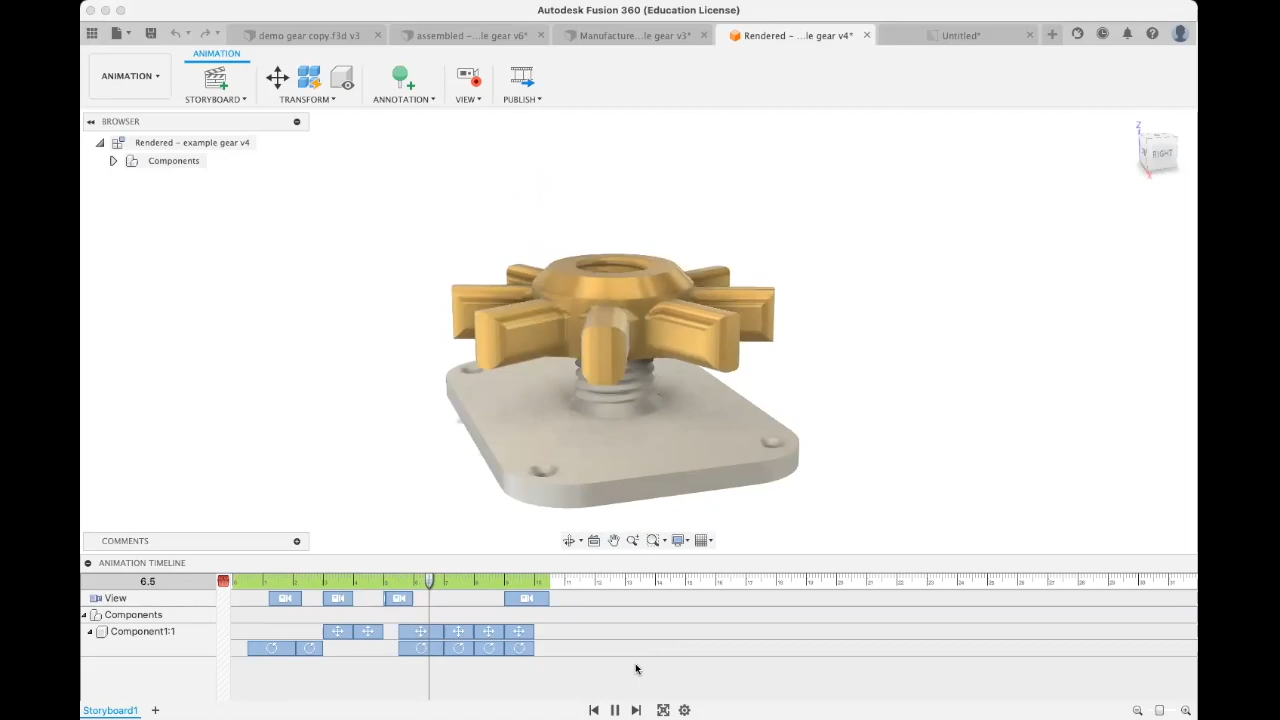 Autodesk Fusion 360 (Education License)
demo gear copy.f3d v3
assembled – ...le gear v6*
Manufacture...le gear v3*
Rendered – ...le gear v4*
Untitled*
ANIMATION
ANIMATION
STORYBOARD
TRANSFORM
ANNOTATION
VIEW
PUBLISH
BROWSER
Rendered – example gear v4
Components
Z
RIGHT
X
COMMENTS
ANIMATION TIMELINE
6.5
View
Components
Component1:1
Storyboard1